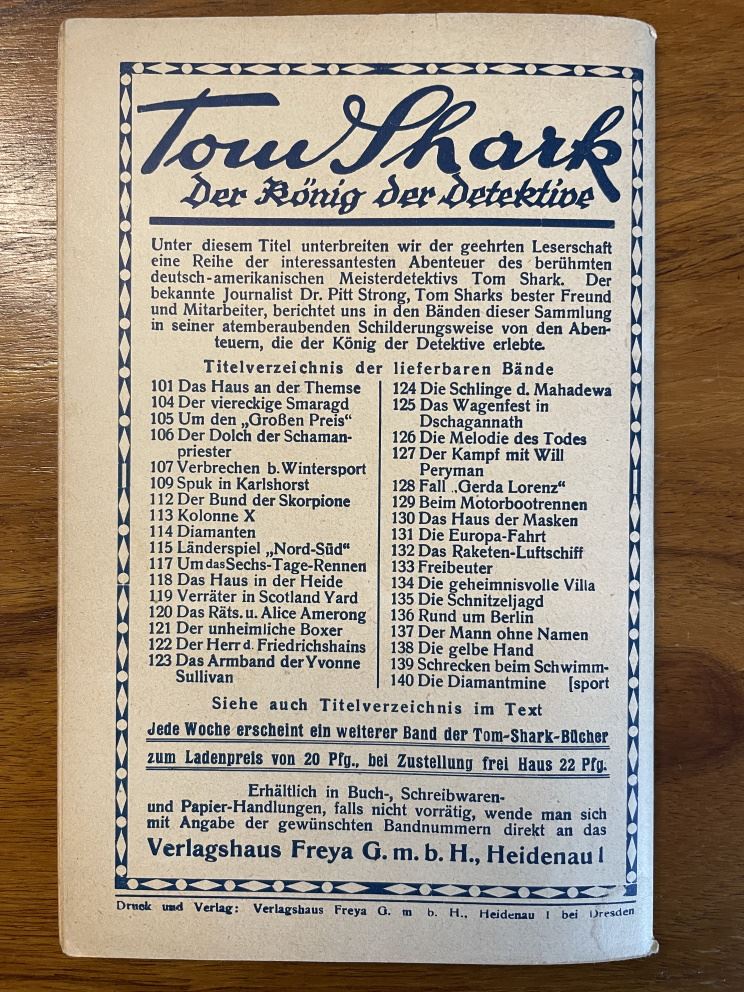 Tom Shark
Der König der Detektive
Unter diesem Titel unterbreiten wir der geehrten Leserschaft
eine Reihe der interessantesten Abenteuer des berühmten
deutsch-amerikanischen Meisterdetektivs Tom Shark. Der
bekannte Journalist Dr. Pitt Strong, Tom Sharks bester Freund
und Mitarbeiter, berichtet uns in den Bänden dieser Sammlung
in seiner atemberaubenden Schilderungsweise von den Aben-
teuern, die der König der Detektive erlebte.
Titelverzeichnis der lieferbaren Bände
101 Das Haus an der Themse
104 Der viereckige Smaragd
105 Um den „Großen Preis“
106 Der Dolch der Schaman-
priester
107 Verbrechen b. Wintersport
109 Spuk in Karlshorst
112 Der Bund der Skorpione
113 Kolonne X
114 Diamanten
115 Länderspiel „Nord-Süd“
117 Um das Sechs-Tage-Rennen
118 Das Haus in der Heide
119 Verräter in Scotland Yard
120 Das Räts. u. Alice Amerong
121 Der unheimliche Boxer
122 Der Herr d. Friedrichshains
123 Das Armband der Yvonne
Sullivan
124 Die Schlinge d. Mahadewa
125 Das Wagenfest in
Dschagannath
126 Die Melodie des Todes
127 Der Kampf mit Will
Peryman
128 Fall „Gerda Lorenz“
129 Beim Motorbootrennen
130 Das Haus der Masken
131 Die Europa-Fahrt
132 Das Raketen-Luftschiff
133 Freibeuter
134 Die geheimnisvolle Villa
135 Die Schnitzeljagd
136 Rund um Berlin
137 Der Mann ohne Namen
138 Die gelbe Hand
139 Schrecken beim Schwimm-
140 Die Diamantmine [sport
Siehe auch Titelverzeichnis im Text
Jede Woche erscheint ein weiterer Band der Tom-Shark-Bücher
zum Ladenpreis von 20 Pfg., bei Zustellung frei Haus 22 Pfg.
Erhältlich in Buch-, Schreibwaren-
und Papier-Handlungen, falls nicht vorrätig, wende man sich
mit Angabe der gewünschten Bandnummern direkt an das
Verlagshaus Freya G. m. b. H., Heidenau I
Druck und Verlag: Verlagshaus Freya G. m b. H., Heidenau I bei Dresden